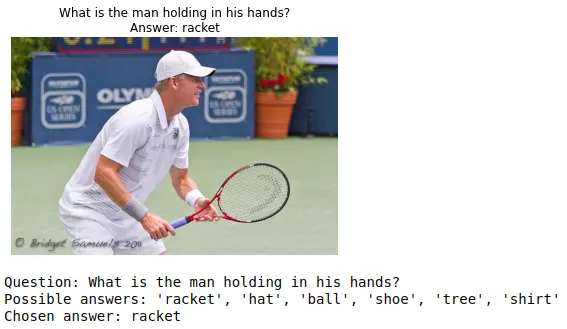 What is the man holding in his hands?
Answer: racket
OLYM
US OPEN
SERIES
US OPEN
SERIES
© Bridget Samuels 2011
Question: What is the man holding in his hands?
Possible answers: 'racket', 'hat', 'ball', 'shoe', 'tree', 'shirt'
Chosen answer: racket